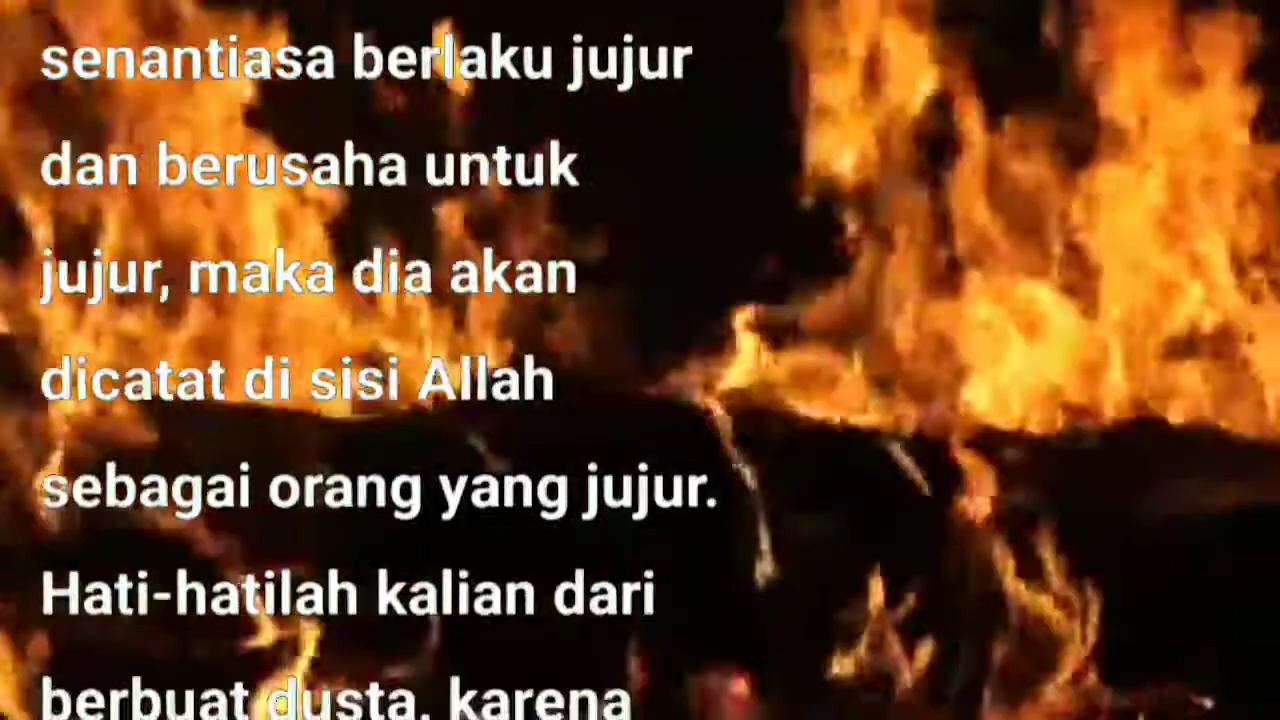 senantiasa berlaku jujur
dan berusaha untuk
jujur, maka dia akan
dicatat di sisi Allah
sebagai orang yang jujur.
Hati-hatilah kalian dari
berbuat dusta, karena